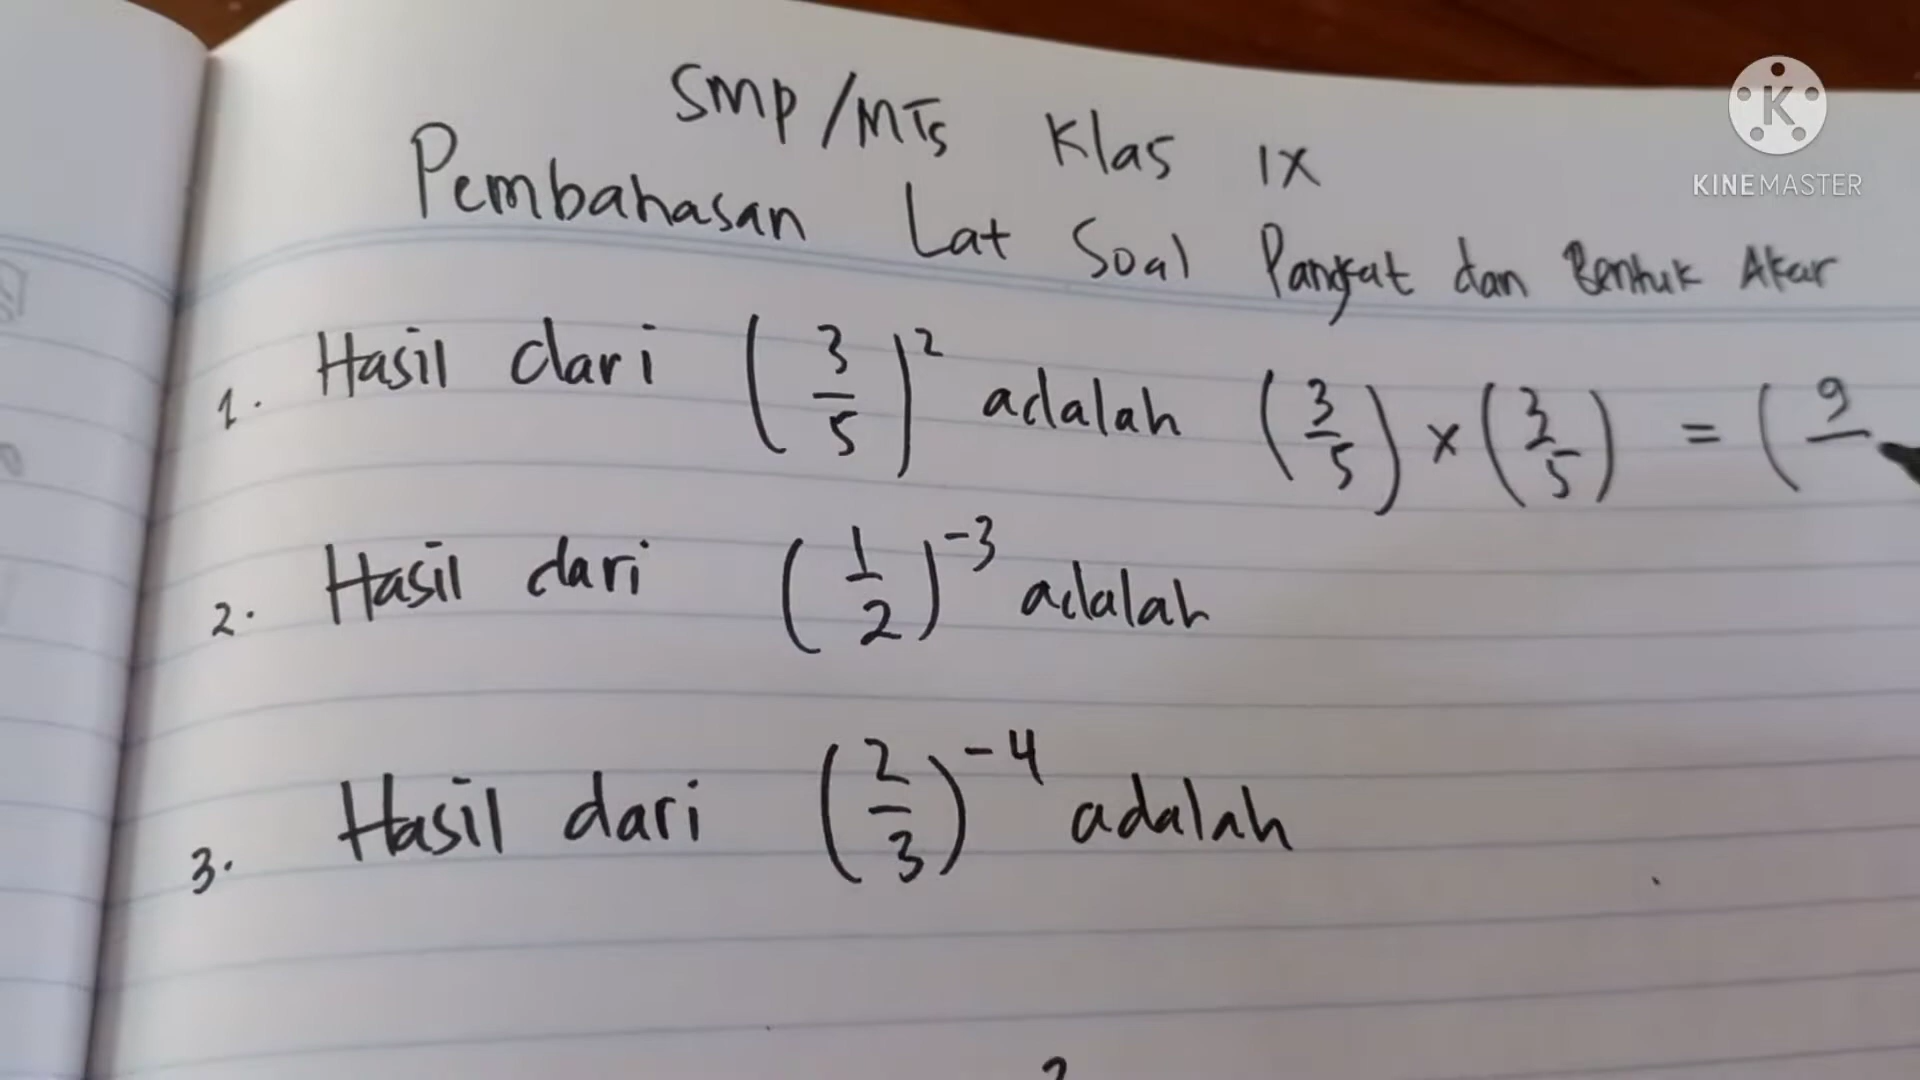 SMP/MTs Klas IX
KINEMASTER
Pembahasan Lat Soal Pangkat dan Bentuk Akar
1. Hasil dari (3/5)² adalah (3/5) × (3/5) = (9/
2. Hasil dari (1/2)⁻³ adalah
3. Hasil dari (2/3)⁻⁴ adalah